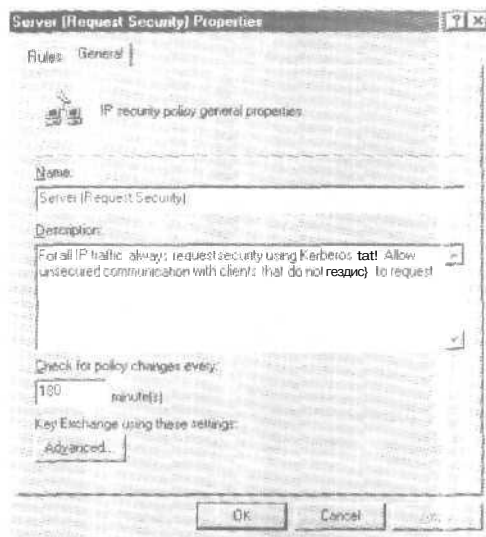 Server (Request Security) Properties
Rules General
IP security policy general properties
Name:
Server (Request Security)
Description:
For all IP traffic, always request security using Kerberos tat! Allow
unsecured communication with clients that do not гездис} to request
Check for policy changes every:
180 minute(s)
Key Exchange using these settings:
Advanced...
OK Cancel